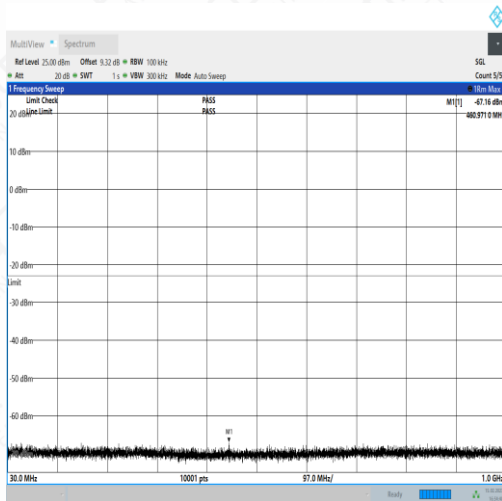 MultiView Spectrum
Ref Level 25.00 dBm Offset 9.32 dB RBW 100 kHz SGL
Att 20 dB SWT 1 s VBW 300 kHz Mode Auto Sweep Count 5/5
1 Frequency Sweep 1Rm Max
Limit Check PASS M1[1] -67.16 dBm
20 dBm Line Limit PASS 460.971 0 MH
10 dBm
0 dBm
-10 dBm
-20 dBm
Limit
-30 dBm
-40 dBm
-50 dBm
-60 dBm
M1
30.0 MHz 10001 pts 97.0 MHz/ 1.0 GHz
Ready